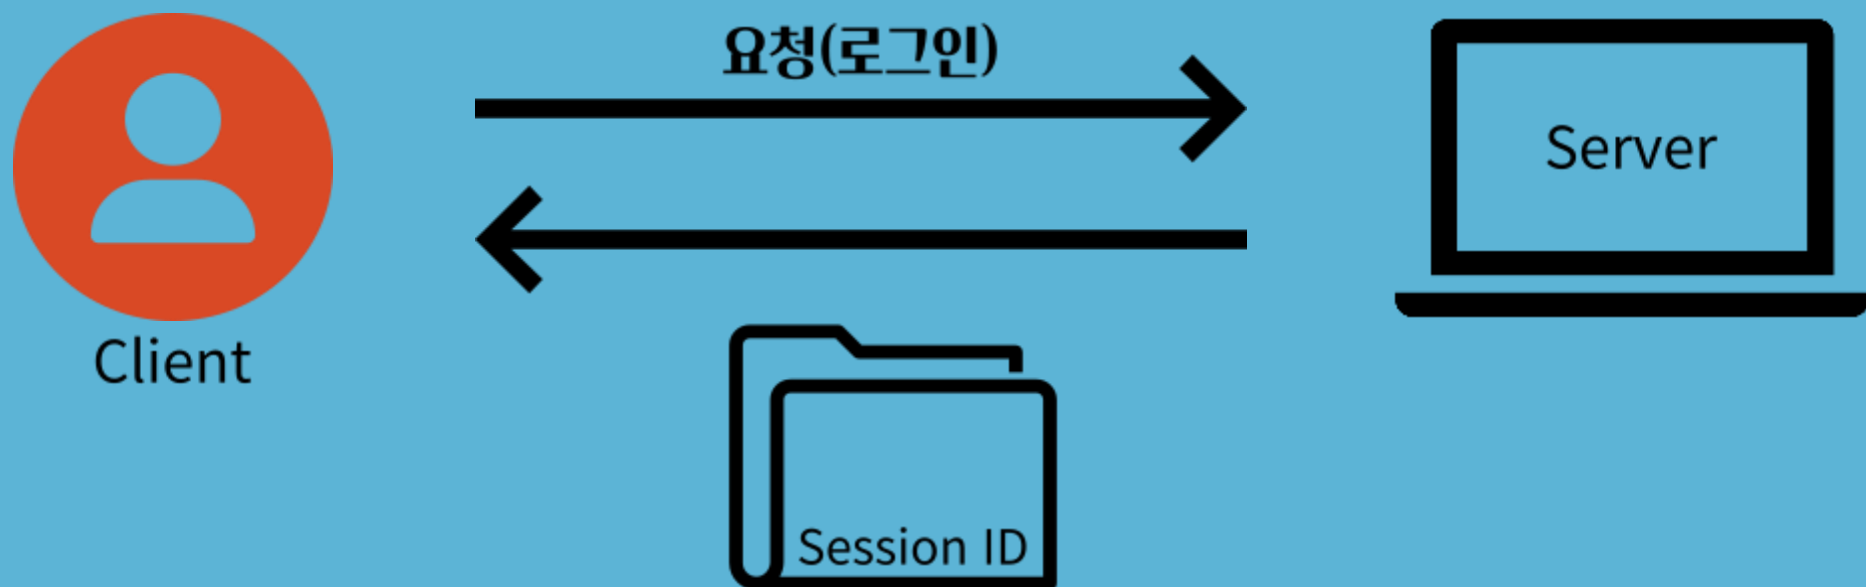 요청(로그인)
Server
Client
Session ID